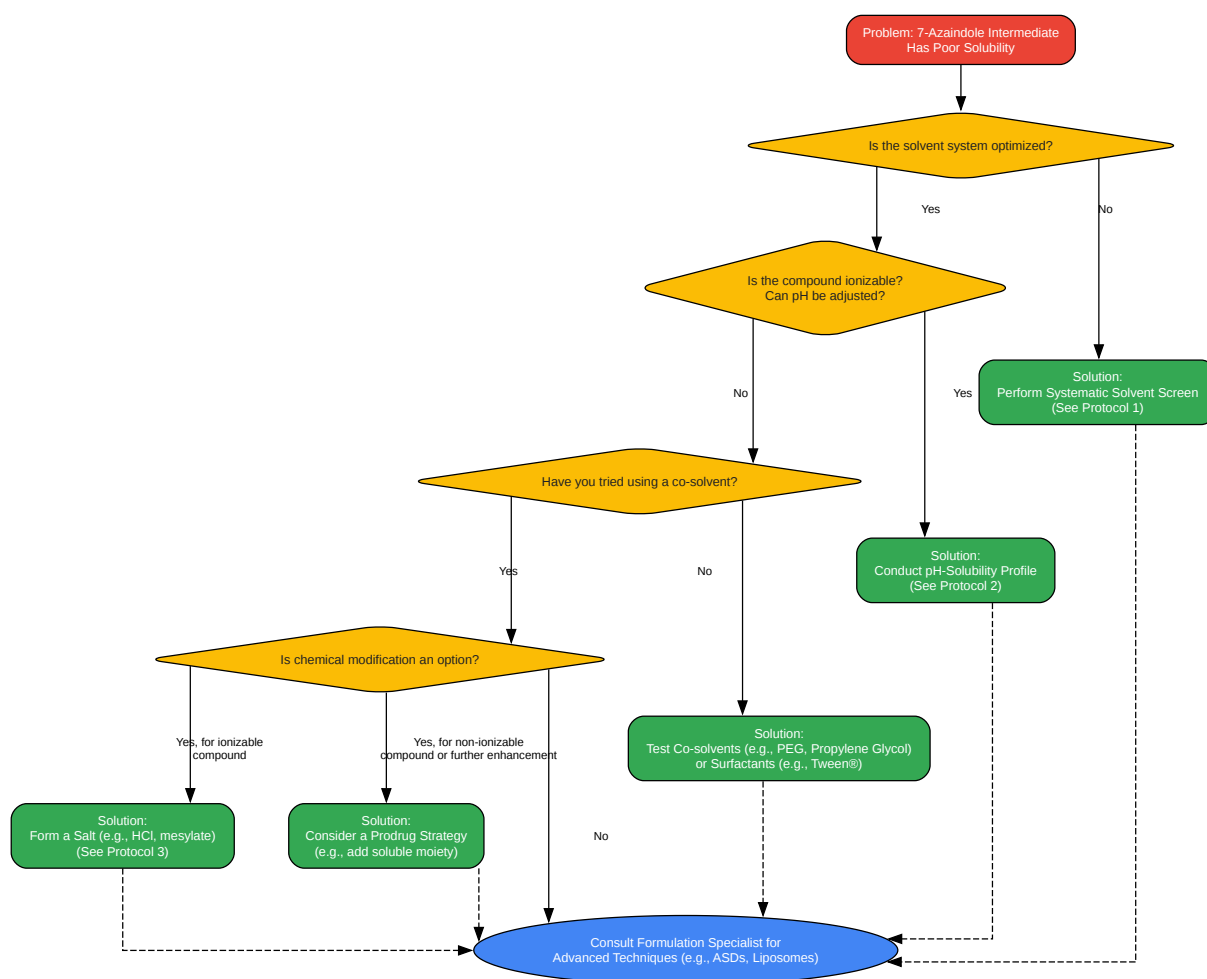 Problem: 7-Azaindole Intermediate
Has Poor Solubility
Is the solvent system optimized?
Yes
No
Is the compound ionizable?
Can pH be adjusted?
No
Yes
Solution:
Perform Systematic Solvent Screen
(See Protocol 1)
Have you tried using a co-solvent?
Yes
No
Solution:
Conduct pH-Solubility Profile
(See Protocol 2)
Is chemical modification an option?
Yes, for ionizable
compound
Yes, for non-ionizable
compound or further enhancement
No
Solution:
Test Co-solvents (e.g., PEG, Propylene Glycol)
or Surfactants (e.g., Tween®)
Solution:
Form a Salt (e.g., HCl, mesylate)
(See Protocol 3)
Solution:
Consider a Prodrug Strategy
(e.g., add soluble moiety)
Consult Formulation Specialist for
Advanced Techniques (e.g., ASDs, Liposomes)